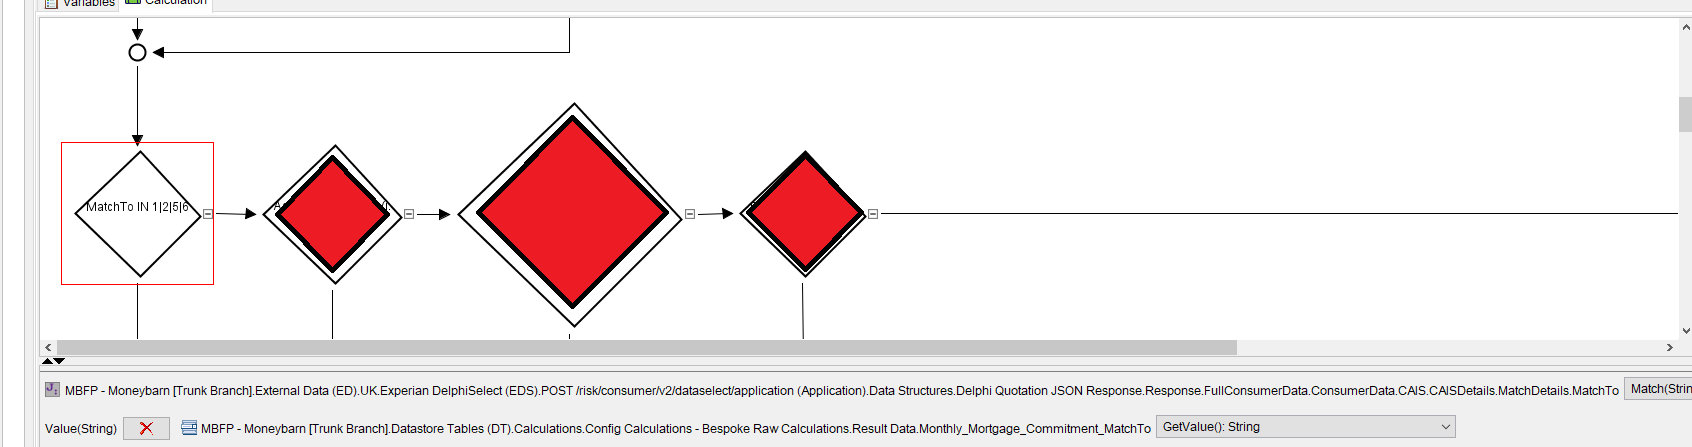 Variables Calculation
MatchTo IN 1|2|5|6
MBFP - Moneybarn [Trunk Branch].External Data (ED).UK.Experian DelphiSelect (EDS).POST /risk/consumer/v2/dataselect/application (Application).Data Structures.Delphi Quotation JSON Response.Response.FullConsumerData.ConsumerData.CAIS.CAISDetails.MatchDetails.MatchTo Match(Strin
Value(String) MBFP - Moneybarn [Trunk Branch].Datastore Tables (DT).Calculations.Config Calculations - Bespoke Raw Calculations.Result Data.Monthly_Mortgage_Commitment_MatchTo GetValue(): String